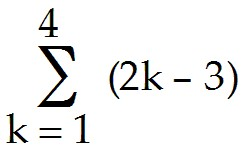 4
∑ (2k – 3)
k = 1